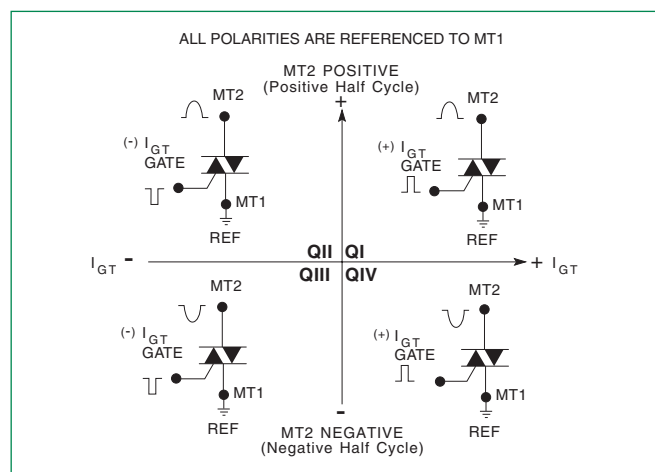 ALL POLARITIES ARE REFERENCED TO MT1
MT2 POSITIVE
(Positive Half Cycle)
+
MT2
(-) IGT
GATE
MT1
REF
MT2
(+) IGT
GATE
MT1
REF
IGT -
QII QI
QIII QIV
+ IGT
MT2
(-) IGT
GATE
MT1
REF
MT2
(+) IGT
GATE
MT1
REF
-
MT2 NEGATIVE
(Negative Half Cycle)